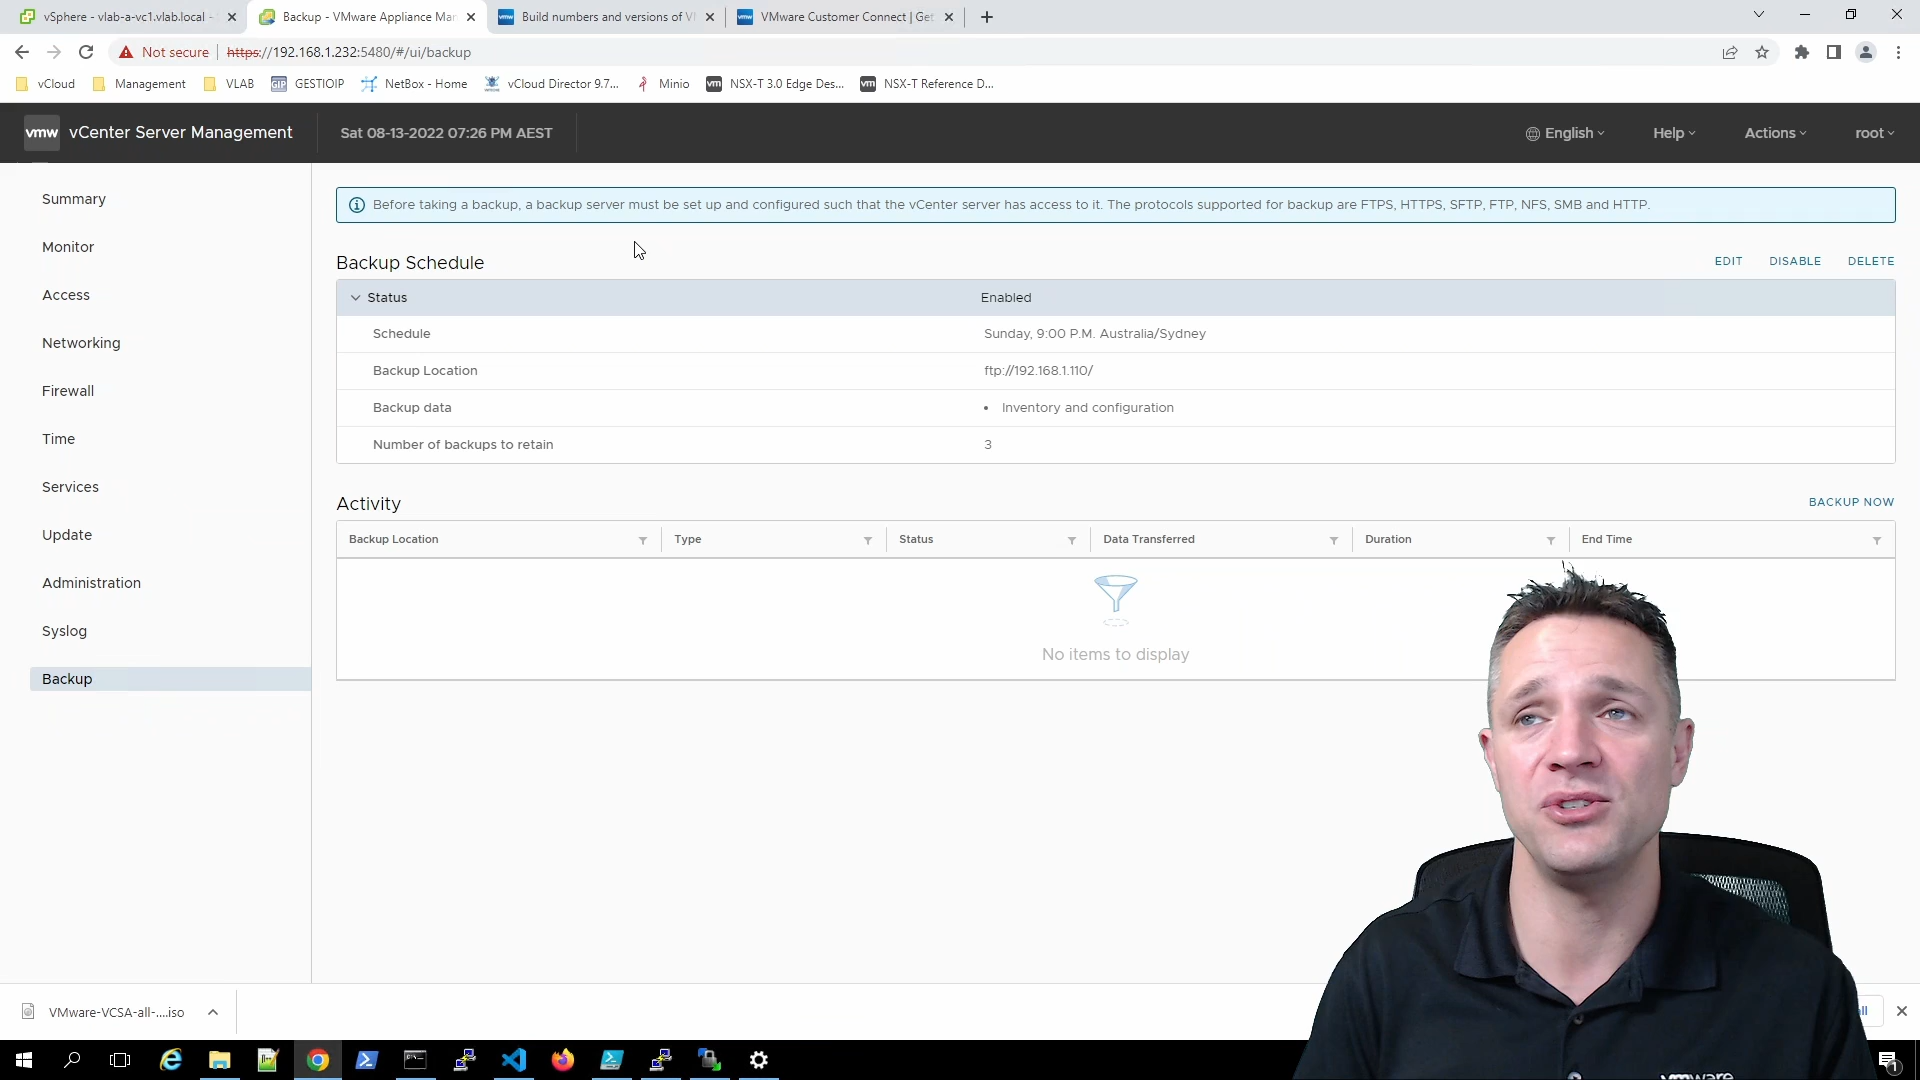 vSphere - vlab-a-vc1.vlab.local -
Backup - VMware Appliance Man
Build numbers and versions of V
VMware Customer Connect | Get
Not secure
https://192.168.1.232:5480/#/ui/backup
vCloud
Management
VLAB
GIP
GESTIOIP
NetBox - Home
vCloud Director 9.7...
Minio
vm
NSX-T 3.0 Edge Des...
vm
NSX-T Reference D...
vmw
vCenter Server Management
Sat 08-13-2022 07:26 PM AEST
English
Help
Actions
root
Summary
Monitor
Access
Networking
Firewall
Time
Services
Update
Administration
Syslog
Backup
Before taking a backup, a backup server must be set up and configured such that the vCenter server has access to it. The protocols supported for backup are FTPS, HTTPS, SFTP, FTP, NFS, SMB and HTTP.
Backup Schedule
EDIT
DISABLE
DELETE
Status
Enabled
Schedule
Sunday, 9:00 P.M. Australia/Sydney
Backup Location
ftp://192.168.1.110/
Backup data
• Inventory and configuration
Number of backups to retain
3
Activity
BACKUP NOW
Backup Location
Type
Status
Data Transferred
Duration
End Time
No items to display
VMware-VCSA-all-....iso
vmware
1